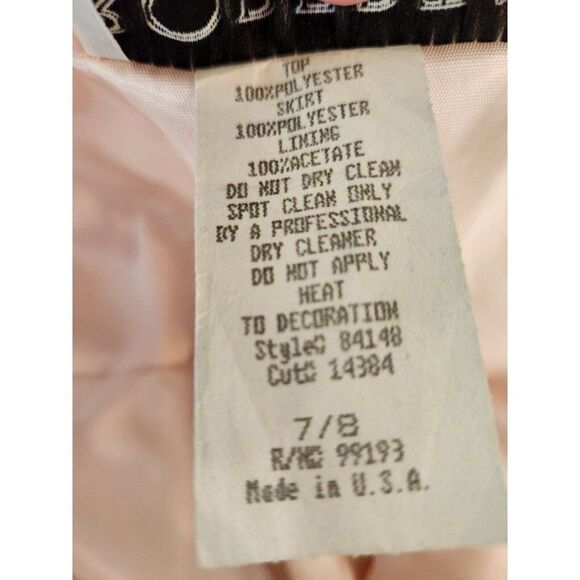 TOP
100%POLYESTER
SKIRT
100%POLYESTER
LINING
100%ACETATE
DO NOT DRY CLEAN
SPOT CLEAN ONLY
BY A PROFESSIONAL
DRY CLEANER
DO NOT APPLY
HEAT
TO DECORATION
Style# 84148
Cut# 14384
7/8
R/N# 99193
Made in U.S.A.